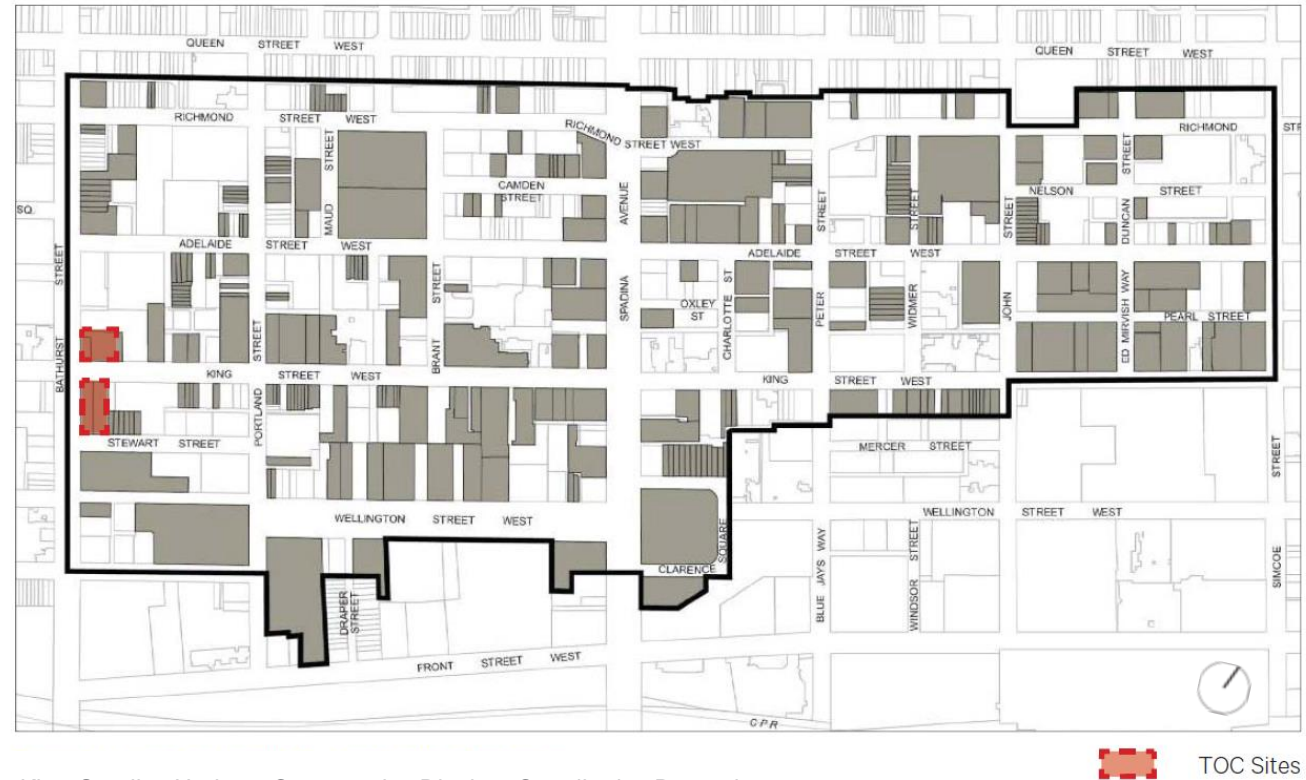 QUEEN STREET WEST
QUEEN STREET WEST
RICHMOND STREET WEST
RICHMOND STREET WEST
RICHMOND
CAMDEN STREET
NELSON STREET
MAUD STREET
AVENUE
STREET
STREET
STREET
DUNCAN STREET
SQ.
ADELAIDE STREET WEST
ADELAIDE STREET WEST
BATHURST STREET
BRANT STREET
SPADINA
OXLEY ST
CHARLOTTE ST
PETER
WIDMER
JOHN
ED MIRVISH WAY
PEARL STREET
PORTLAND STREET
KING STREET WEST
KING STREET WEST
STEWART STREET
MERCER STREET
WELLINGTON STREET WEST
WELLINGTON STREET WEST
CLARENCE SQUARE
BLUE JAYS WAY
WINDSOR STREET
SIMCOE STREET
DRAPER STREET
FRONT STREET WEST
CPR
TOC Sites